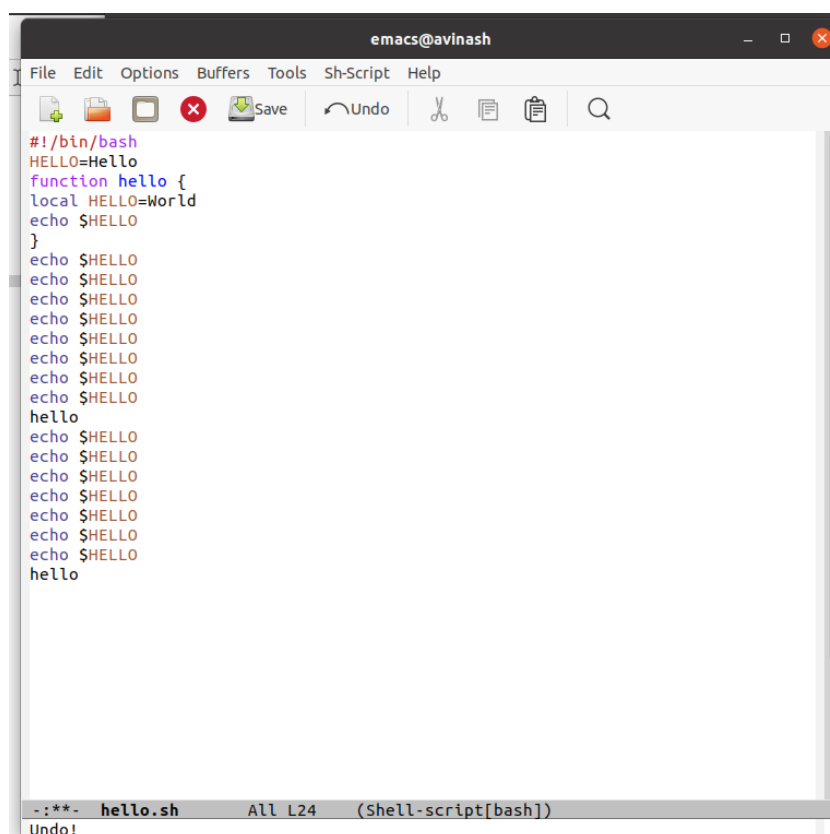 emacs@avinash
File Edit Options Buffers Tools Sh-Script Help
Save Undo
#!/bin/bash
HELLO=Hello
function hello {
local HELLO=World
echo $HELLO
}
echo $HELLO
echo $HELLO
echo $HELLO
echo $HELLO
echo $HELLO
echo $HELLO
echo $HELLO
echo $HELLO
hello
echo $HELLO
echo $HELLO
echo $HELLO
echo $HELLO
echo $HELLO
echo $HELLO
echo $HELLO
hello
-:**- hello.sh All L24 (Shell-script[bash])
Undo!